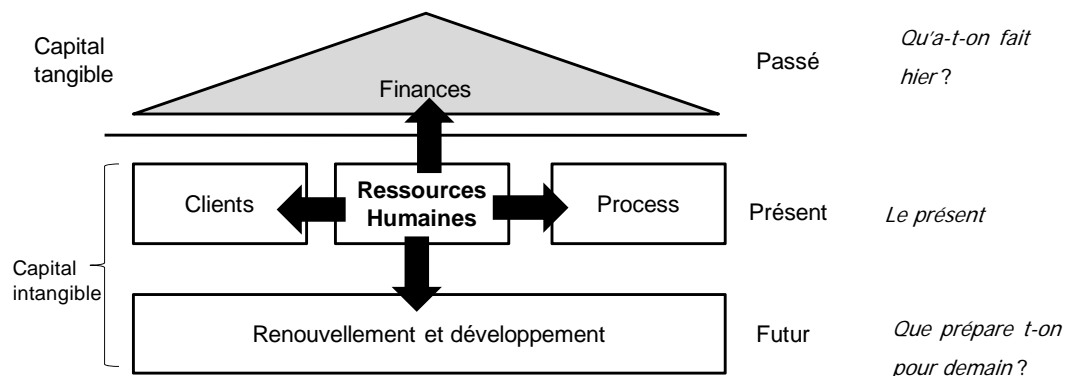 Capital
tangible
Finances
Passé
Qu'a-t-on fait
hier ?
Clients
Ressources
Humaines
Process
Présent
Le présent
Capital
intangible
Renouvellement et développement
Futur
Que prépare t-on
pour demain ?